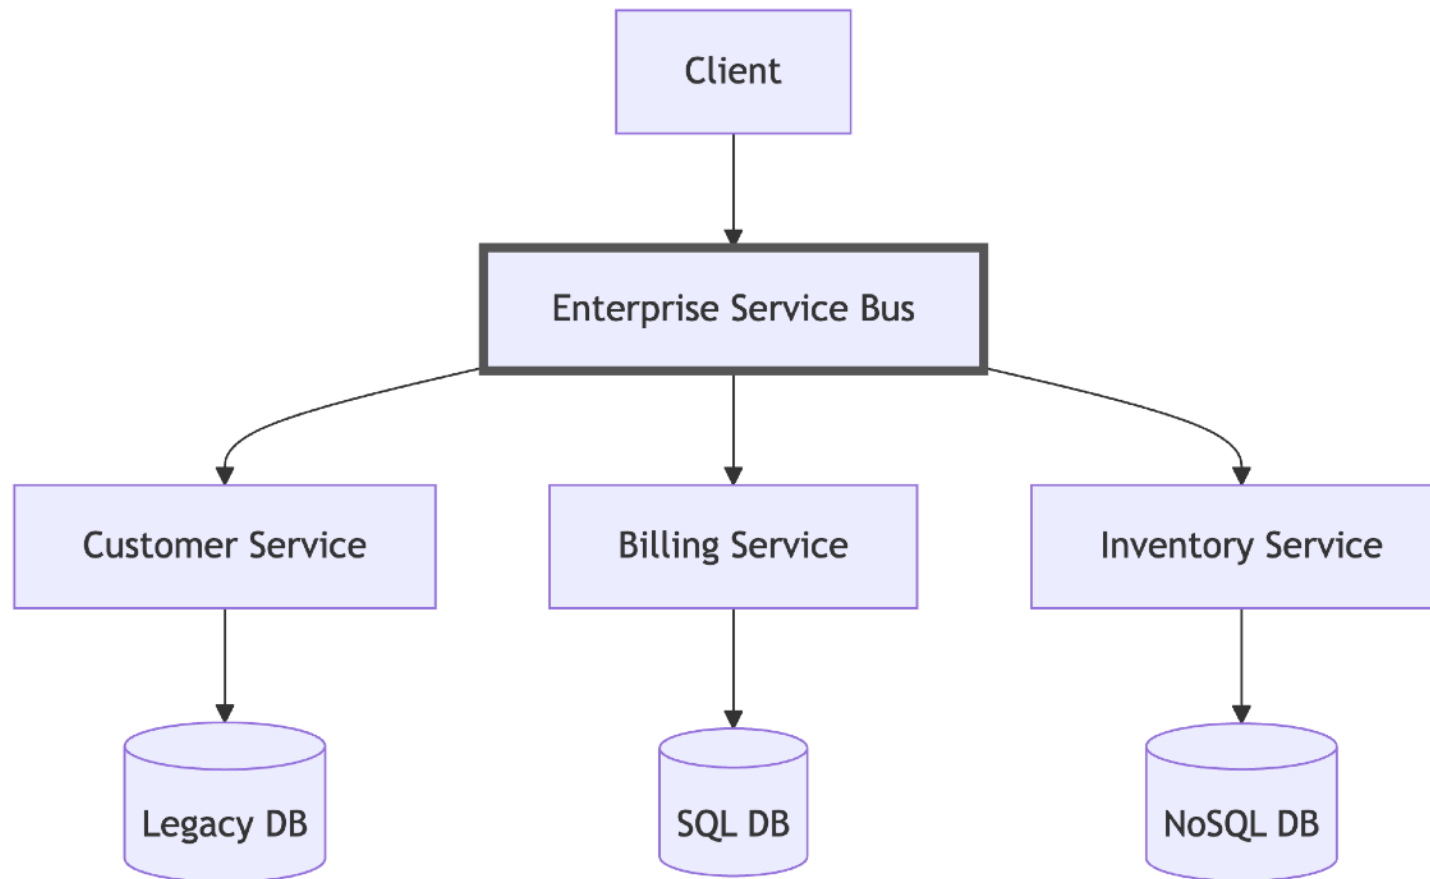 Client
Enterprise Service Bus
Customer Service
Billing Service
Inventory Service
Legacy DB
SQL DB
NoSQL DB